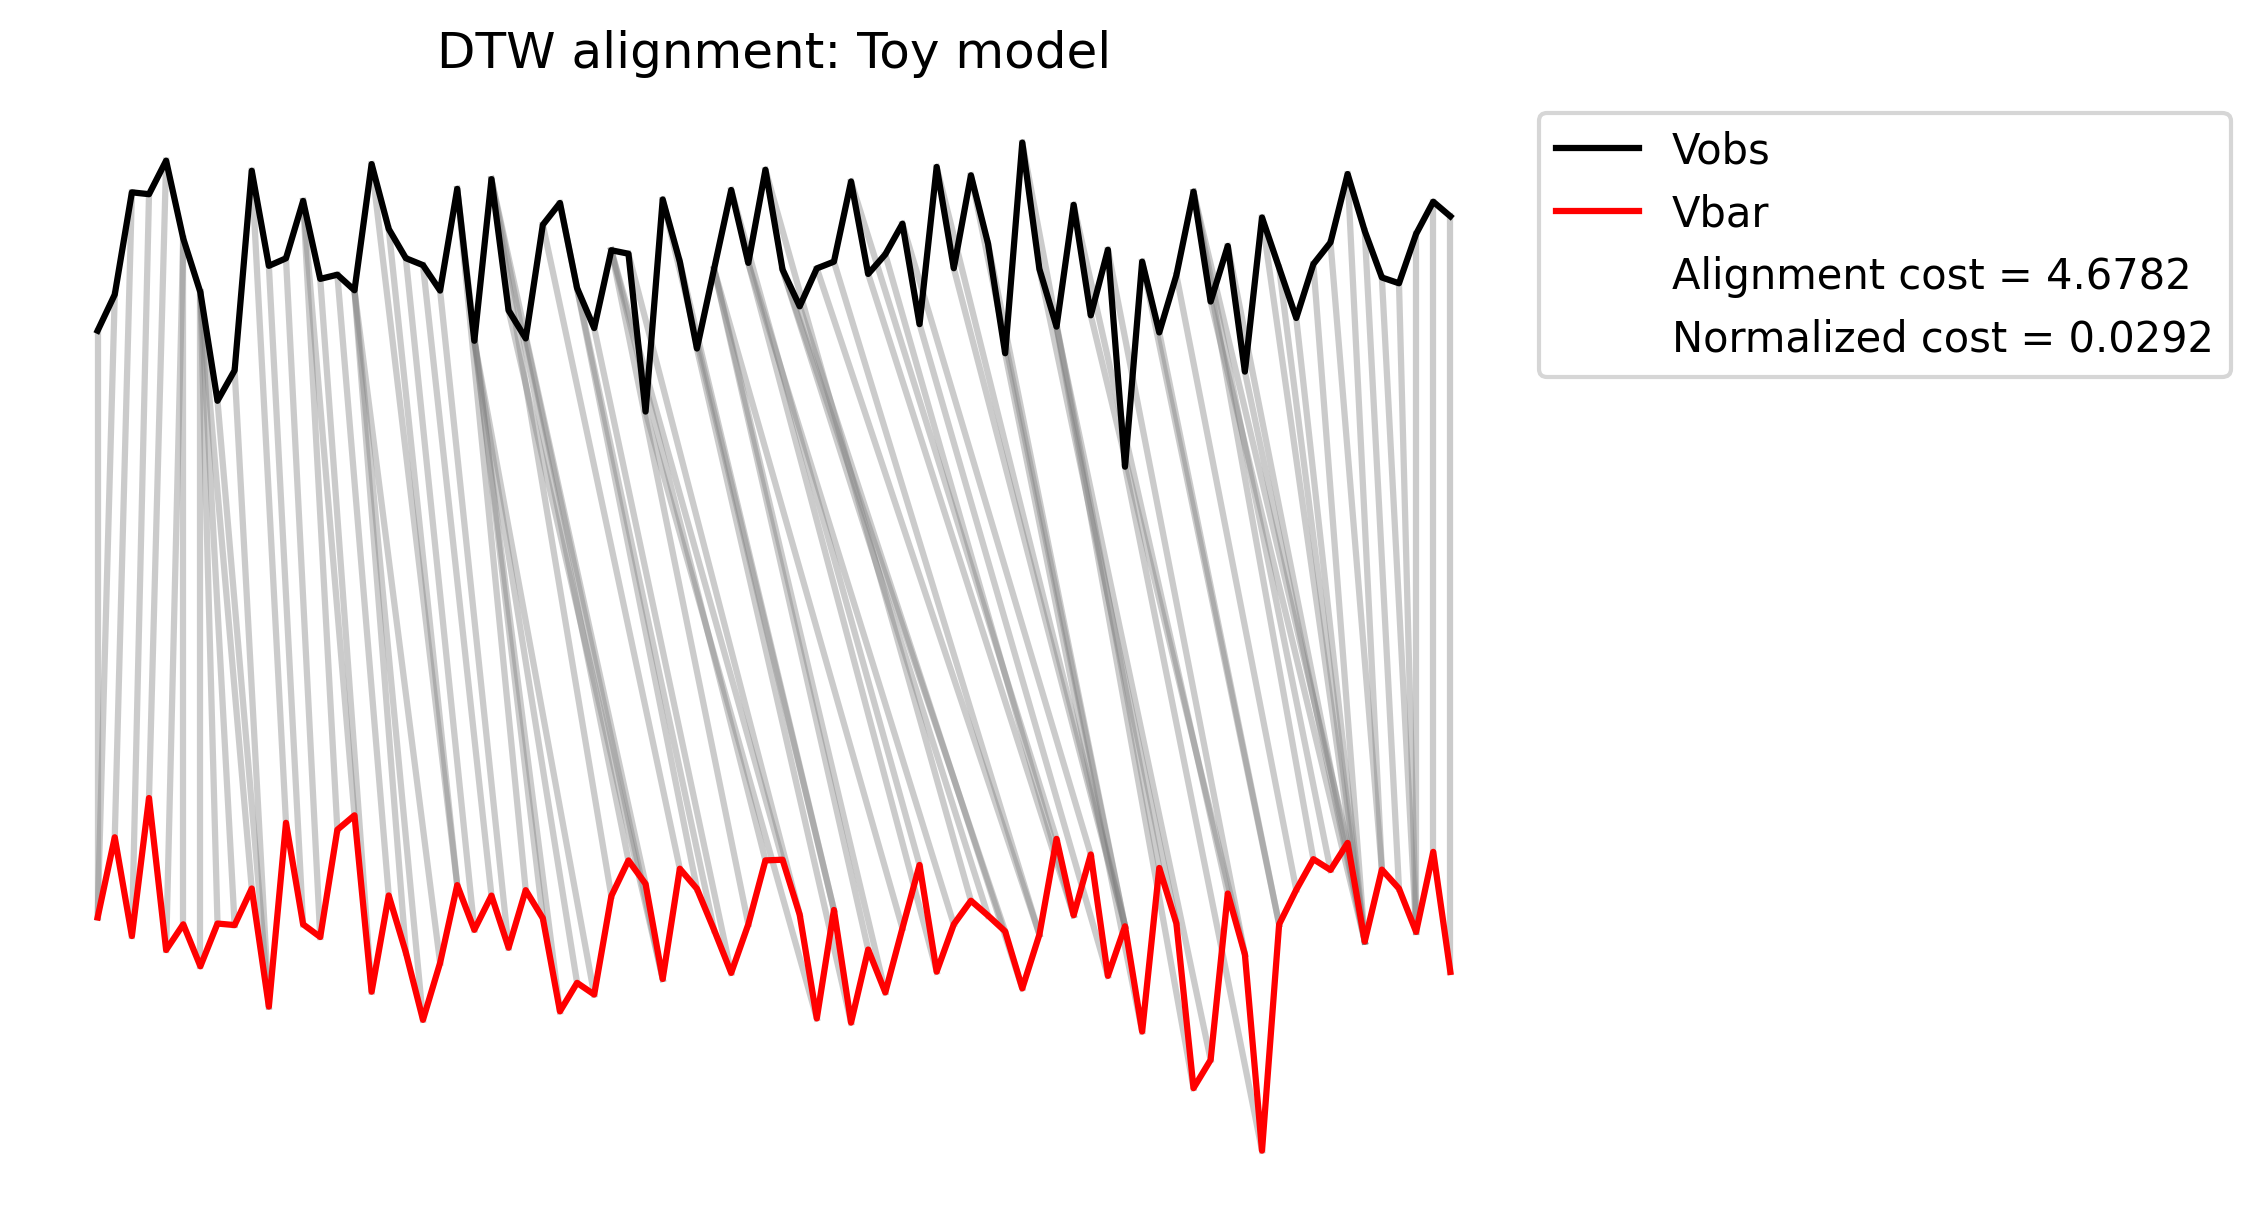 DTW alignment: Toy model
Vobs
Vbar
Alignment cost = 4.6782
Normalized cost = 0.0292